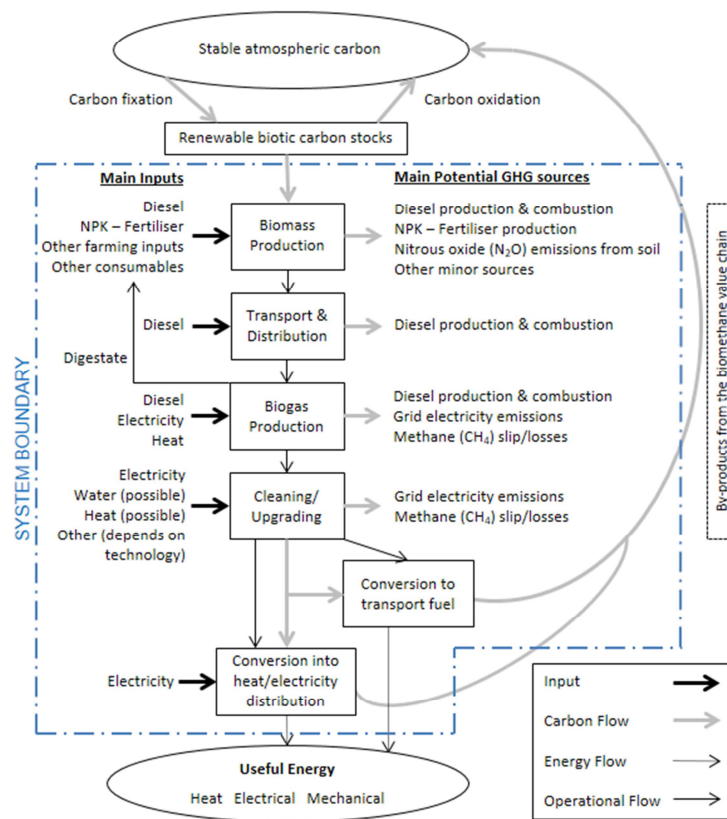 Stable atmospheric carbon
Carbon fixation
Carbon oxidation
Renewable biotic carbon stocks
SYSTEM BOUNDARY
Main Inputs
Main Potential GHG sources
Diesel
NPK – Fertiliser
Other farming inputs
Other consumables
Biomass
Production
Diesel production & combustion
NPK – Fertiliser production
Nitrous oxide (N₂O) emissions from soil
Other minor sources
Diesel
Transport &
Distribution
Diesel production & combustion
Digestate
Diesel
Electricity
Heat
Biogas
Production
Diesel production & combustion
Grid electricity emissions
Methane (CH₄) slip/losses
Electricity
Water (possible)
Heat (possible)
Other (depends on
technology)
Cleaning/
Upgrading
Grid electricity emissions
Methane (CH₄) slip/losses
Conversion to
transport fuel
Electricity
Conversion into
heat/electricity
distribution
Useful Energy
Heat Electrical Mechanical
By-products from the biomethane value chain
Input
Carbon Flow
Energy Flow
Operational Flow